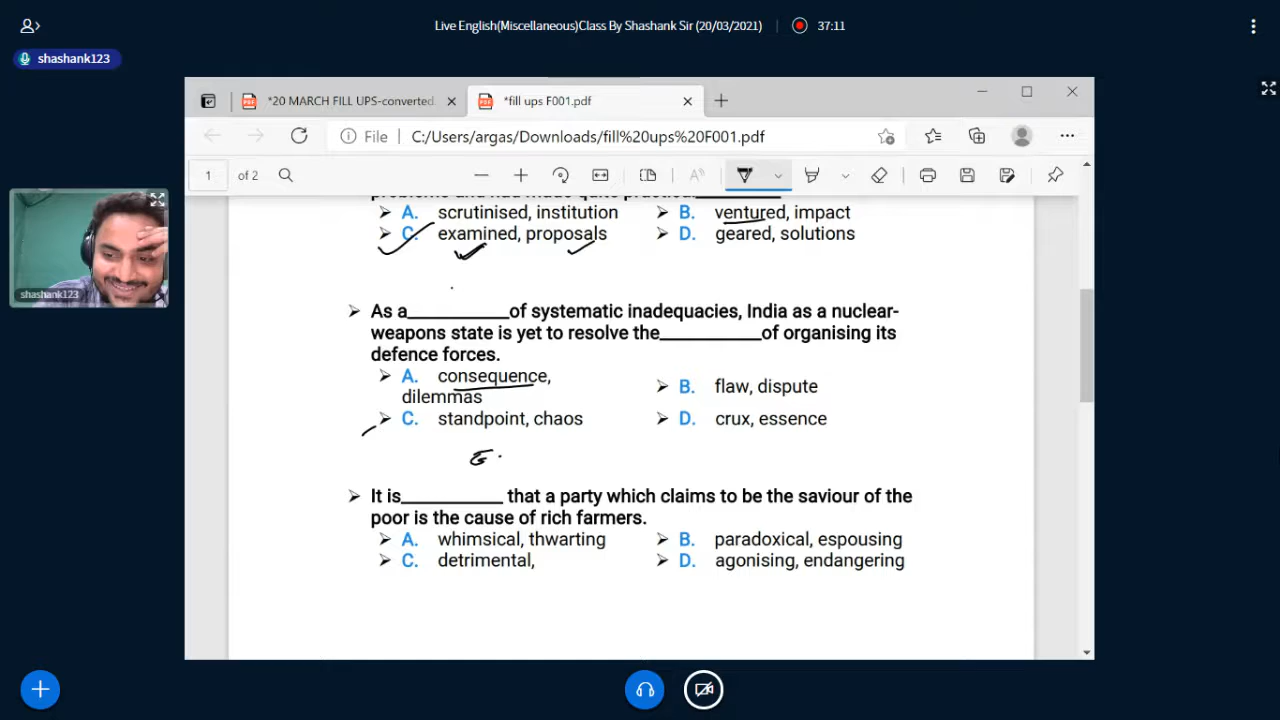 Live English(Miscellaneous)Class By Shashank Sir (20/03/2021)
37:11
shashank123
*20 MARCH FILL UPS-converted.
*fill ups F001.pdf
File
C:/Users/argas/Downloads/fill%20ups%20F001.pdf
1 of 2
A. scrutinised, institution
B. ventured, impact
C. examined, proposals
D. geared, solutions
As a__________of systematic inadequacies, India as a nuclear-
weapons state is yet to resolve the__________of organising its
defence forces.
A. consequence,
dilemmas
B. flaw, dispute
C. standpoint, chaos
D. crux, essence
It is__________ that a party which claims to be the saviour of the
poor is the cause of rich farmers.
A. whimsical, thwarting
B. paradoxical, espousing
C. detrimental,
D. agonising, endangering
shashank123